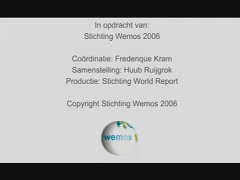 In opdracht van:
Stichting Wemos 2006
Coördinatie: Frederique Kram
Samenstelling: Huub Ruijgrok
Productie: Stichting World Report
Copyright Stichting Wemos 2006
wemos